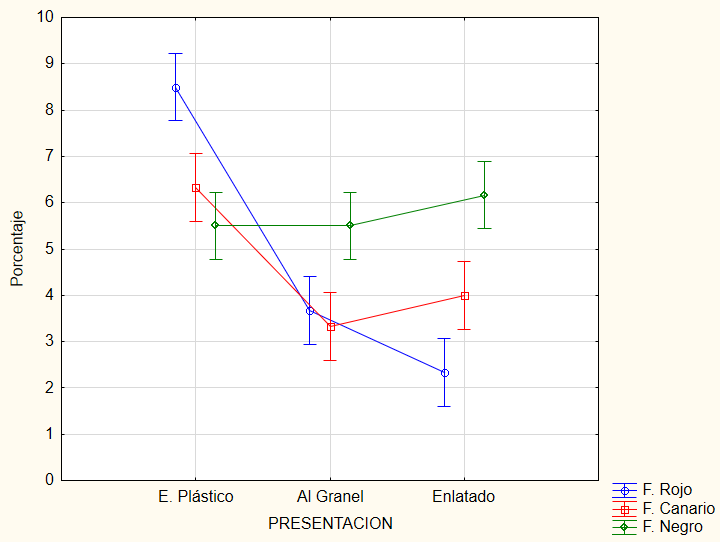 10
9
8
7
6
5
4
3
2
1
0
Porcentaje
E. Plástico
Al Granel
Enlatado
PRESENTACION
F. Rojo
F. Canario
F. Negro